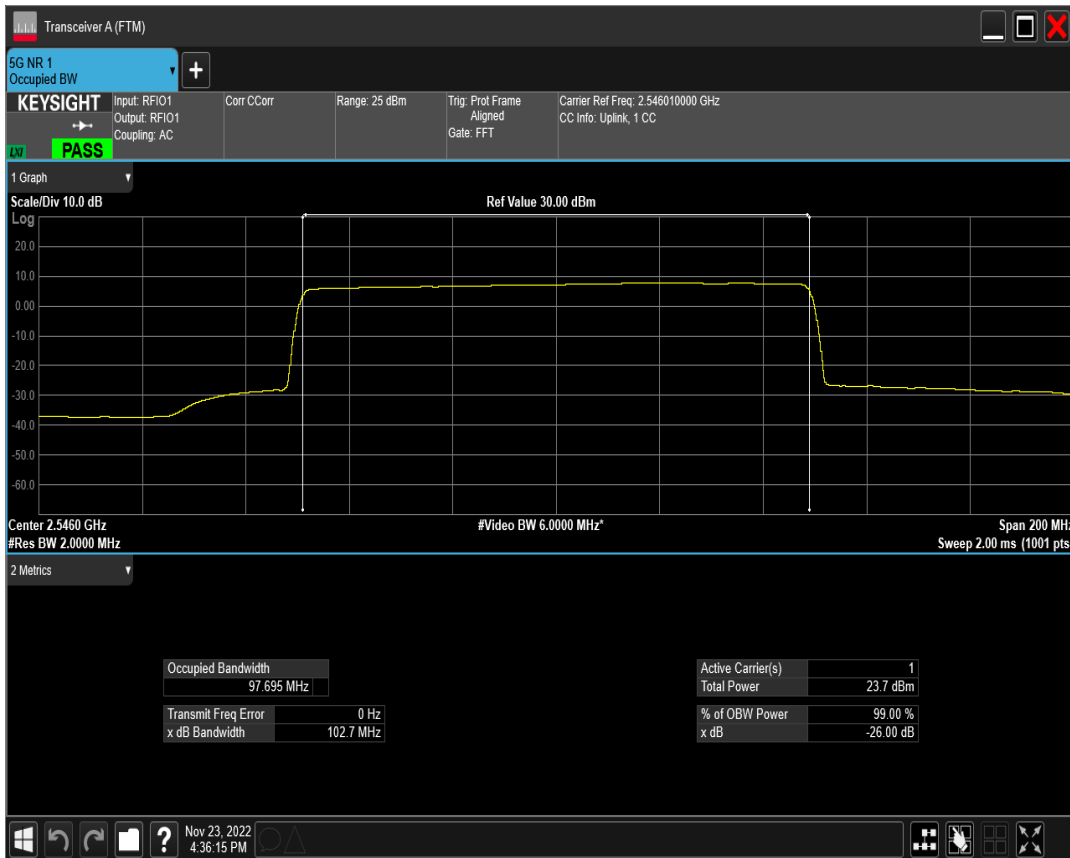 Transceiver A (FTM)
5G NR 1
Occupied BW
+
KEYSIGHT
LXI
PASS
Input: RFIO1
Output: RFIO1
Coupling: AC
Corr CCorr
Range: 25 dBm
Trig: Prot Frame
Aligned
Gate: FFT
Carrier Ref Freq: 2.546010000 GHz
CC Info: Uplink, 1 CC
1 Graph
Scale/Div 10.0 dB
Ref Value 30.00 dBm
Log
20.0
10.0
0.00
-10.0
-20.0
-30.0
-40.0
-50.0
-60.0
Center 2.5460 GHz
#Video BW 6.0000 MHz*
Span 200 MHz
#Res BW 2.0000 MHz
Sweep 2.00 ms (1001 pts
2 Metrics
Occupied Bandwidth
97.695 MHz
Transmit Freq Error 0 Hz
x dB Bandwidth 102.7 MHz
Active Carrier(s) 1
Total Power 23.7 dBm
% of OBW Power 99.00 %
x dB -26.00 dB
?
Nov 23, 2022
4:36:15 PM